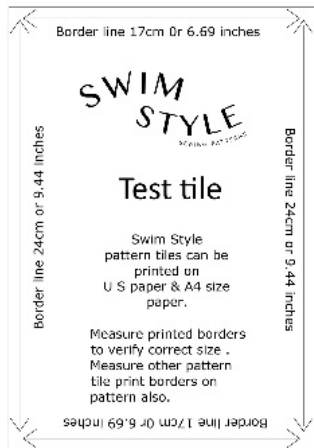 Border line 17cm 0r 6.69 inches
SWIM
STYLE
SEWING PATTERNS
Test tile
Border line 24cm or 9.44 inches
Border line 24cm or 9.44 inches
Swim Style
pattern tiles can be
printed on
U S paper & A4 size
paper.
Measure printed borders
to verify correct size .
Measure other pattern
tile print borders on
pattern also.
Border line 17cm 0r 6.69 inches